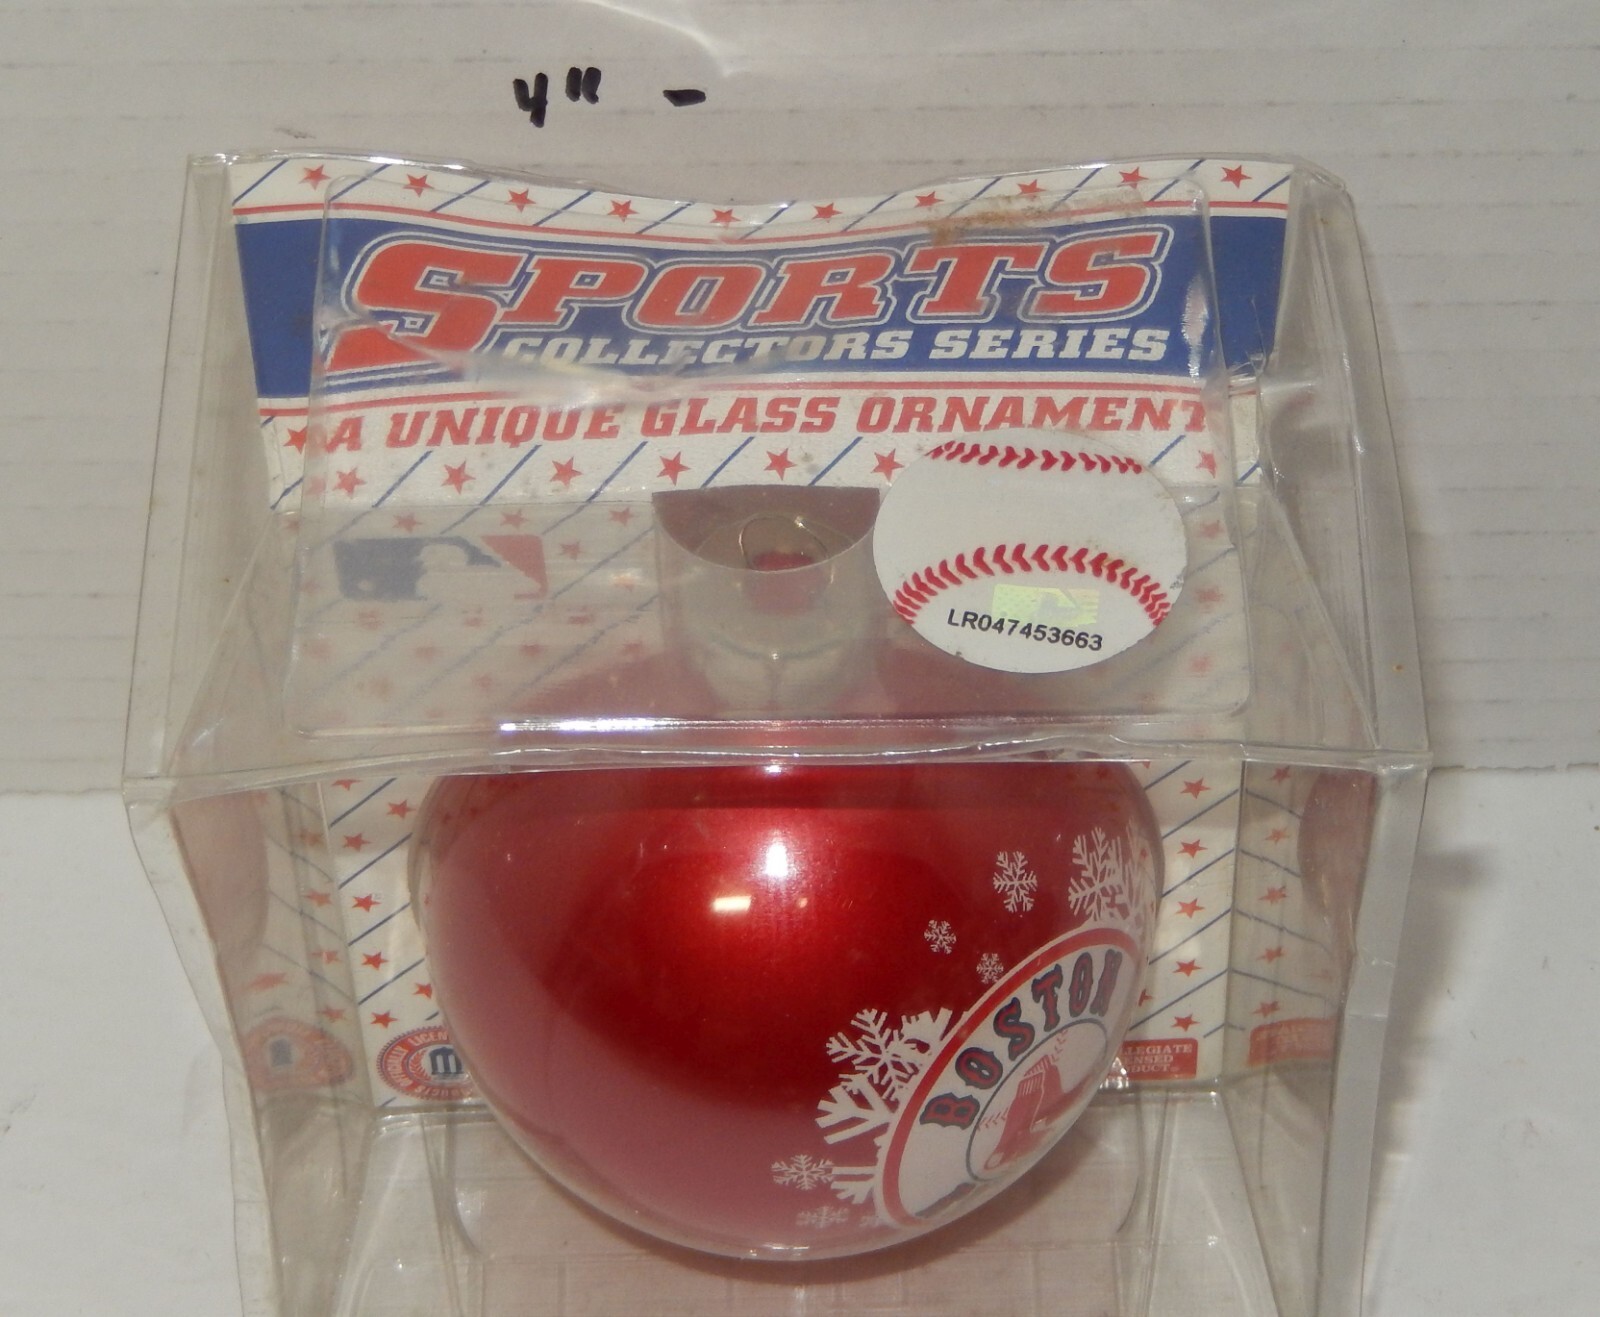 4" -
SPORTS
COLLECTORS SERIES
A UNIQUE GLASS ORNAMENT
LR047453663
BOSTON